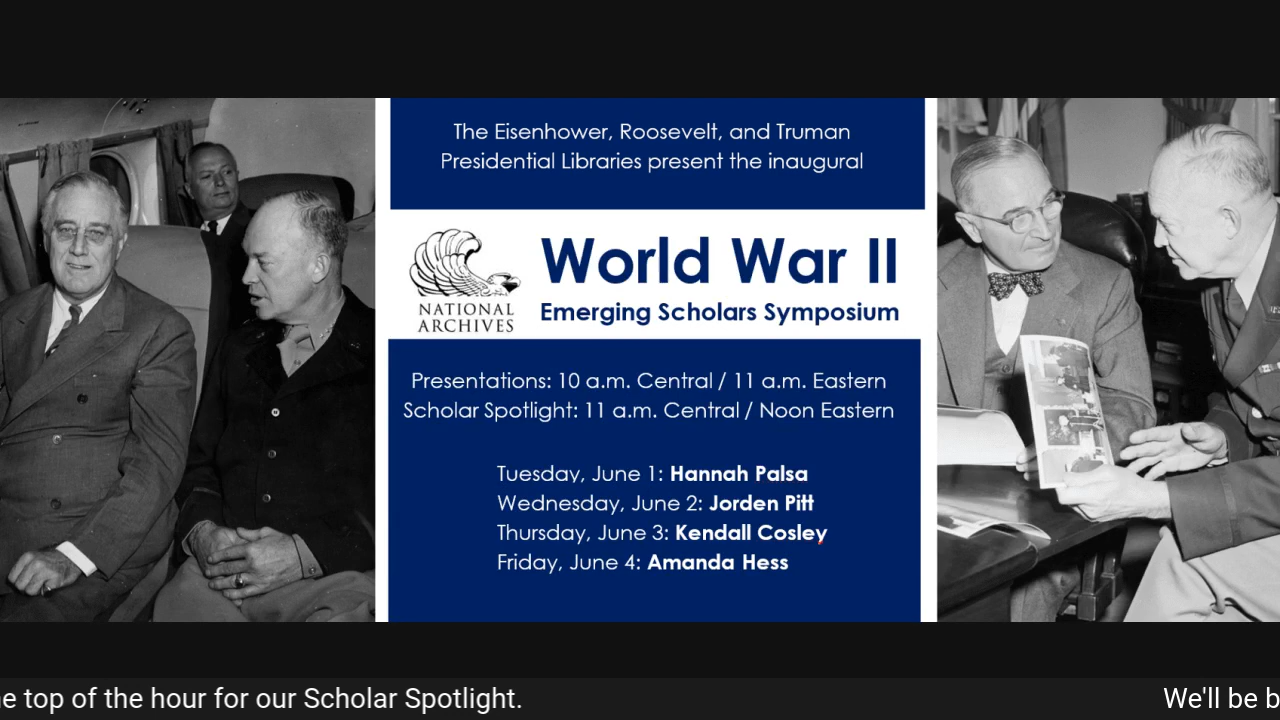 The Eisenhower, Roosevelt, and Truman
Presidential Libraries present the inaugural
NATIONAL
ARCHIVES
World War II
Emerging Scholars Symposium
Presentations: 10 a.m. Central / 11 a.m. Eastern
Scholar Spotlight: 11 a.m. Central / Noon Eastern
Tuesday, June 1: Hannah Palsa
Wednesday, June 2: Jorden Pitt
Thursday, June 3: Kendall Cosley
Friday, June 4: Amanda Hess
e top of the hour for our Scholar Spotlight.
We'll be b